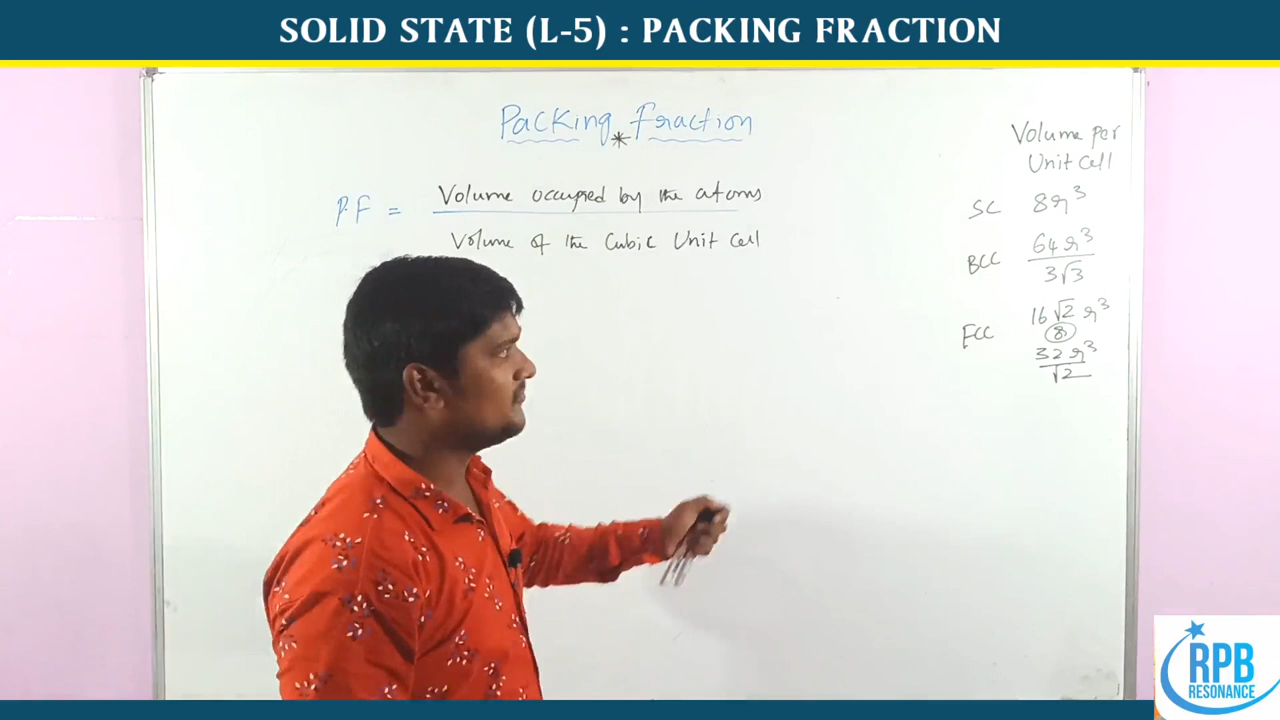 SOLID STATE (L-5) : PACKING FRACTION
Packing Fraction
*
P.F = Volume occupied by the atoms
Volume of the Cubic Unit Cell
Volume per
Unit Cell
SC 8r³
BCC 64r³
3√3
FCC 16√2 r³
(8)
32r³
√2
RPB
RESONANCE